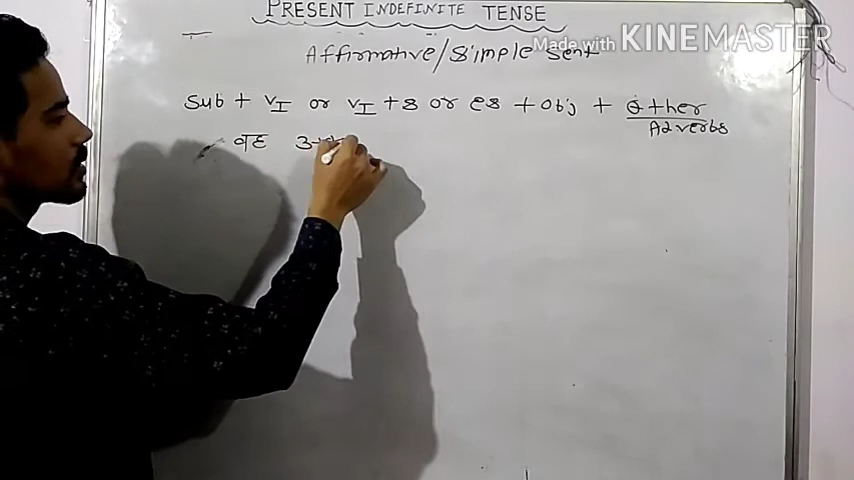 PRESENT INDEFINITE TENSE
Made with KINEMASTER
Affirmative/Simple Sent
Sub + VI or VI + s or es + Obj + Other
Adverbs
वह